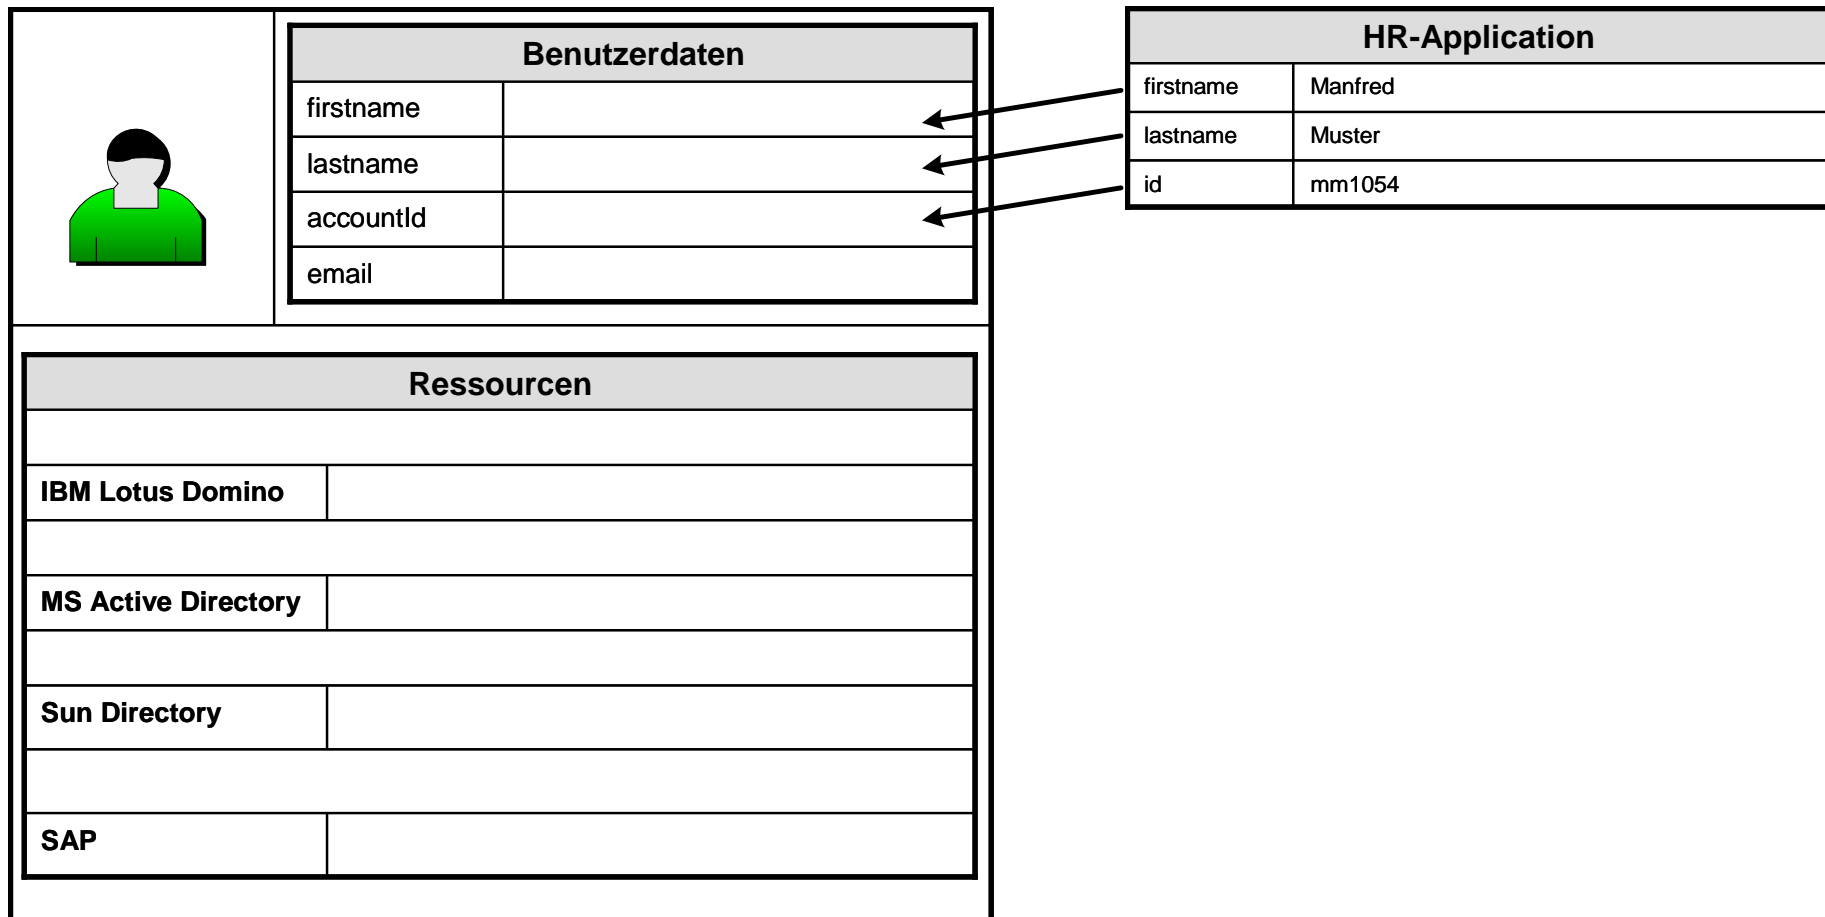 Benutzerdaten
firstname
lastname
accountId
email
HR-Application
firstname Manfred
lastname Muster
id mm1054
Ressourcen
IBM Lotus Domino
MS Active Directory
Sun Directory
SAP